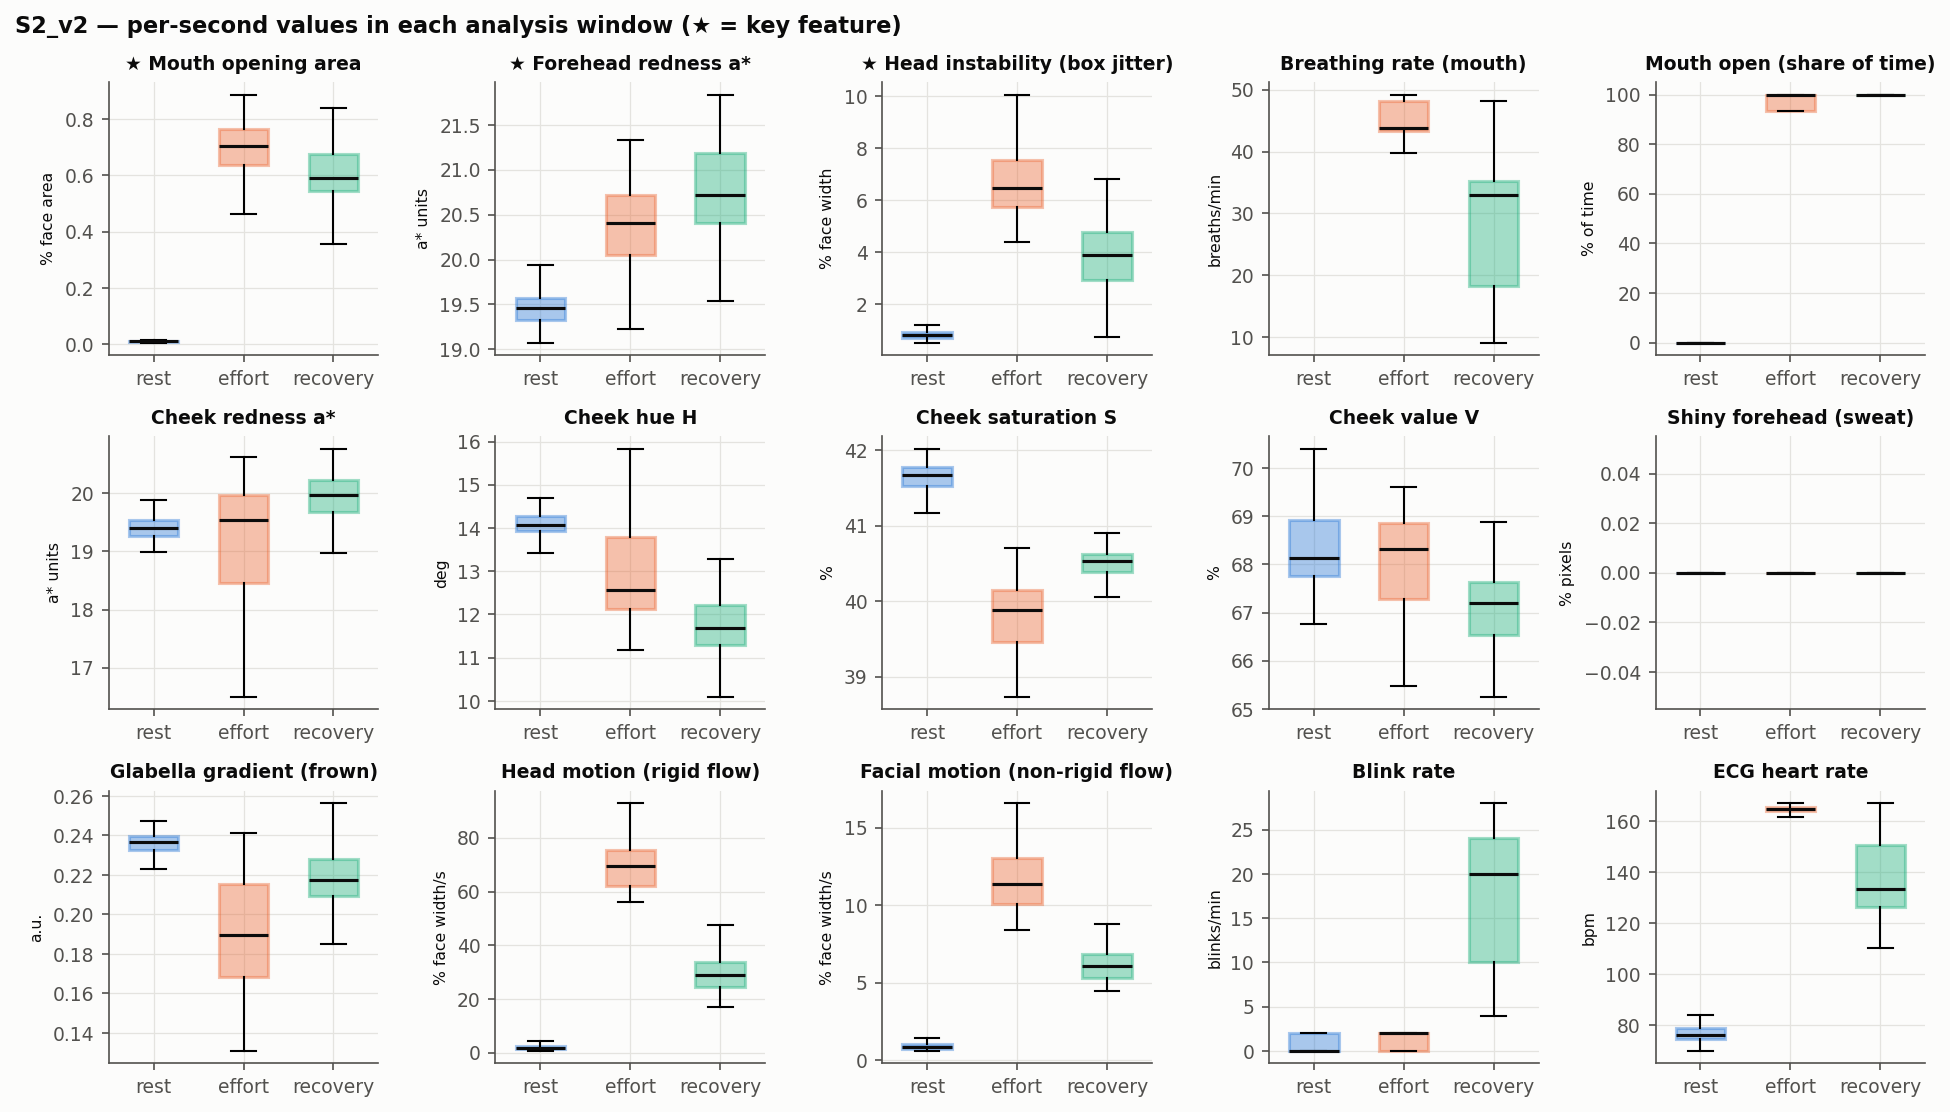 S2_v2 — per-second values in each analysis window (★ = key feature)
★ Mouth opening area
% face area
0.8
0.6
0.4
0.2
0.0
rest effort recovery
★ Forehead redness a*
a* units
21.5
21.0
20.5
20.0
19.5
19.0
rest effort recovery
★ Head instability (box jitter)
% face width
10
8
6
4
2
rest effort recovery
Breathing rate (mouth)
breaths/min
50
40
30
20
10
rest effort recovery
Mouth open (share of time)
% of time
100
80
60
40
20
0
rest effort recovery
Cheek redness a*
a* units
20
19
18
17
rest effort recovery
Cheek hue H
deg
16
15
14
13
12
11
10
rest effort recovery
Cheek saturation S
%
42
41
40
39
rest effort recovery
Cheek value V
%
70
69
68
67
66
65
rest effort recovery
Shiny forehead (sweat)
% pixels
0.04
0.02
0.00
−0.02
−0.04
rest effort recovery
Glabella gradient (frown)
a.u.
0.26
0.24
0.22
0.20
0.18
0.16
0.14
rest effort recovery
Head motion (rigid flow)
% face width/s
80
60
40
20
0
rest effort recovery
Facial motion (non-rigid flow)
% face width/s
15
10
5
0
rest effort recovery
Blink rate
blinks/min
25
20
15
10
5
0
rest effort recovery
ECG heart rate
bpm
160
140
120
100
80
rest effort recovery